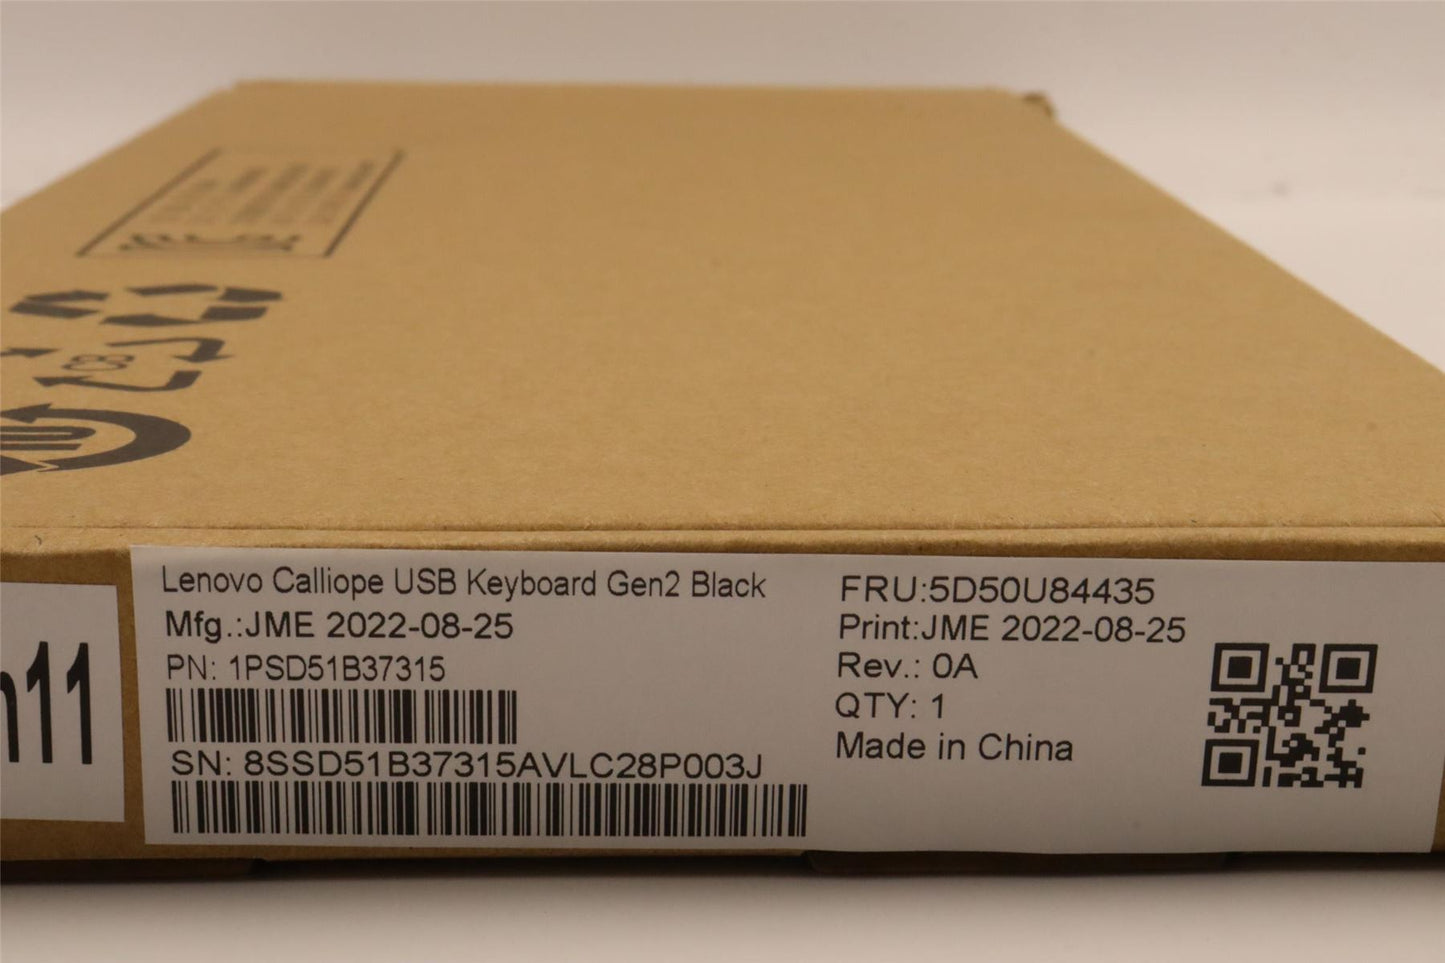 Lenovo Calliope USB Keyboard Gen2 Black
Mfg.:JME 2022-08-25
PN: 1PSD51B37315
SN: 8SSD51B37315AVLC28P003J
FRU:5D50U84435
Print:JME 2022-08-25
Rev.: 0A
QTY: 1
Made in China